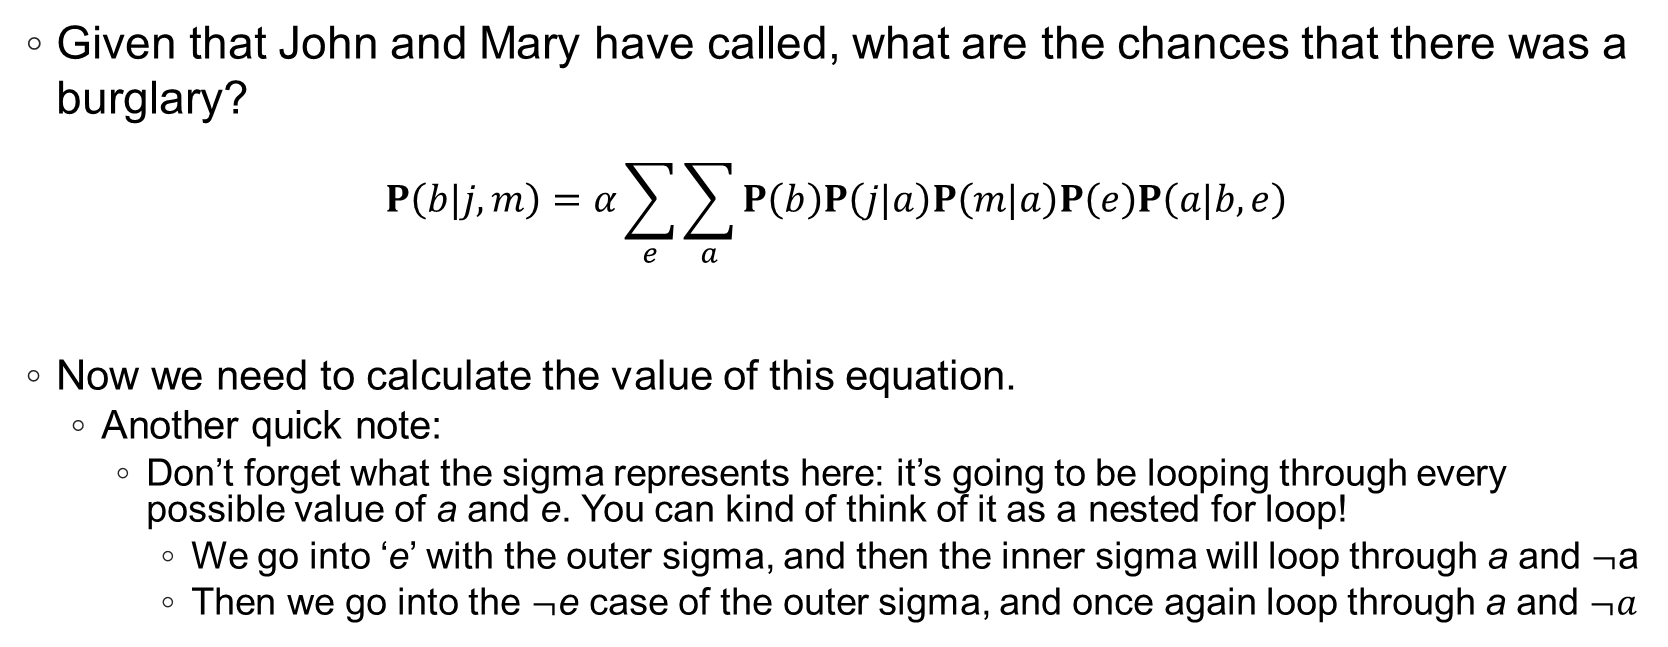 ◦ Given that John and Mary have called, what are the chances that there was a
burglary?
𝐏(𝑏|𝑗, 𝑚) = 𝛼 ∑ ∑ 𝐏(𝑏)𝐏(𝑗|𝑎)𝐏(𝑚|𝑎)𝐏(𝑒)𝐏(𝑎|𝑏, 𝑒)
𝑒 𝑎
◦ Now we need to calculate the value of this equation.
◦ Another quick note:
◦ Don’t forget what the sigma represents here: it’s going to be looping through every
possible value of a and e. You can kind of think of it as a nested for loop!
◦ We go into ‘e’ with the outer sigma, and then the inner sigma will loop through a and ¬a
◦ Then we go into the ¬e case of the outer sigma, and once again loop through a and ¬𝑎